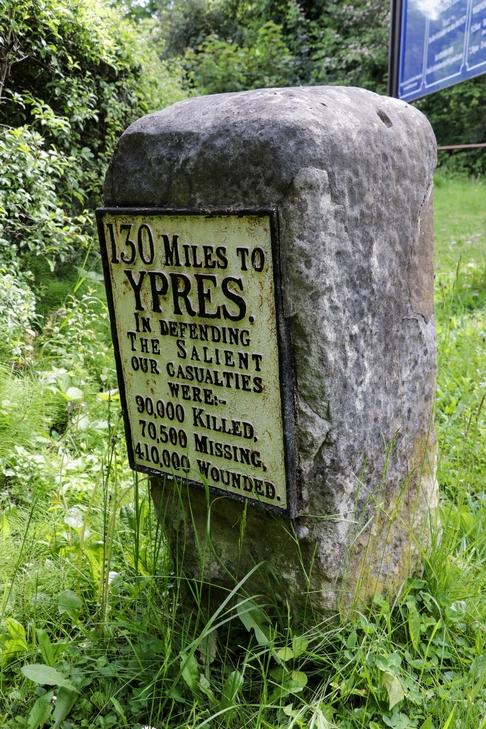 130 MILES TO
YPRES.
IN DEFENDING
THE SALIENT
OUR CASUALTIES
WERE:-
90,000 KILLED,
70,500 MISSING,
410,000 WOUNDED.